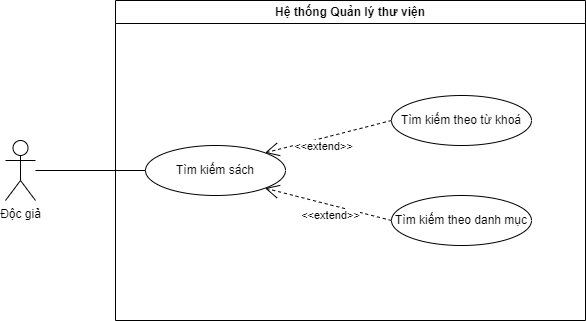 Hệ thống Quản lý thư viện
Tìm kiếm theo từ khoá
<<extend>>
Tìm kiếm sách
Độc giả
<<extend>>
Tìm kiếm theo danh mục